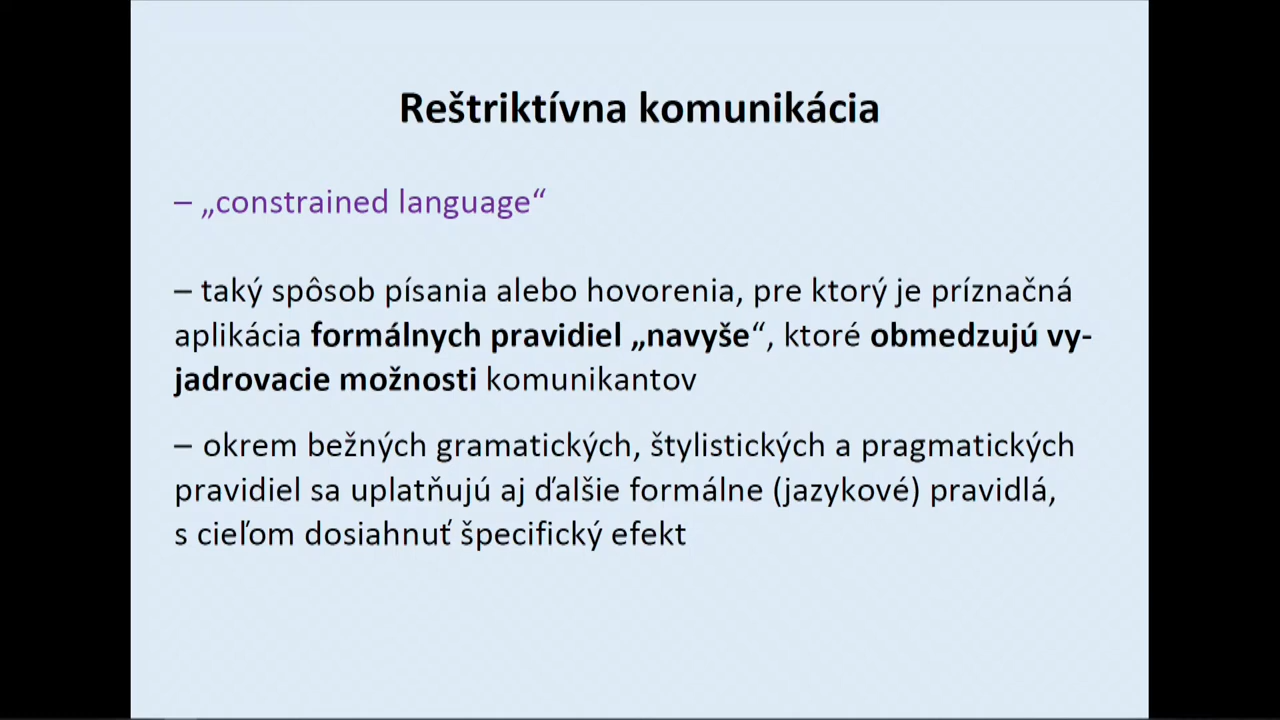 Reštriktívna komunikácia
– „constrained language“
– taký spôsob písania alebo hovorenia, pre ktorý je príznačná
aplikácia formálnych pravidiel „navyše“, ktoré obmedzujú vy-
jadrovacie možnosti komunikantov
– okrem bežných gramatických, štylistických a pragmatických
pravidiel sa uplatňujú aj ďalšie formálne (jazykové) pravidlá,
s cieľom dosiahnuť špecifický efekt